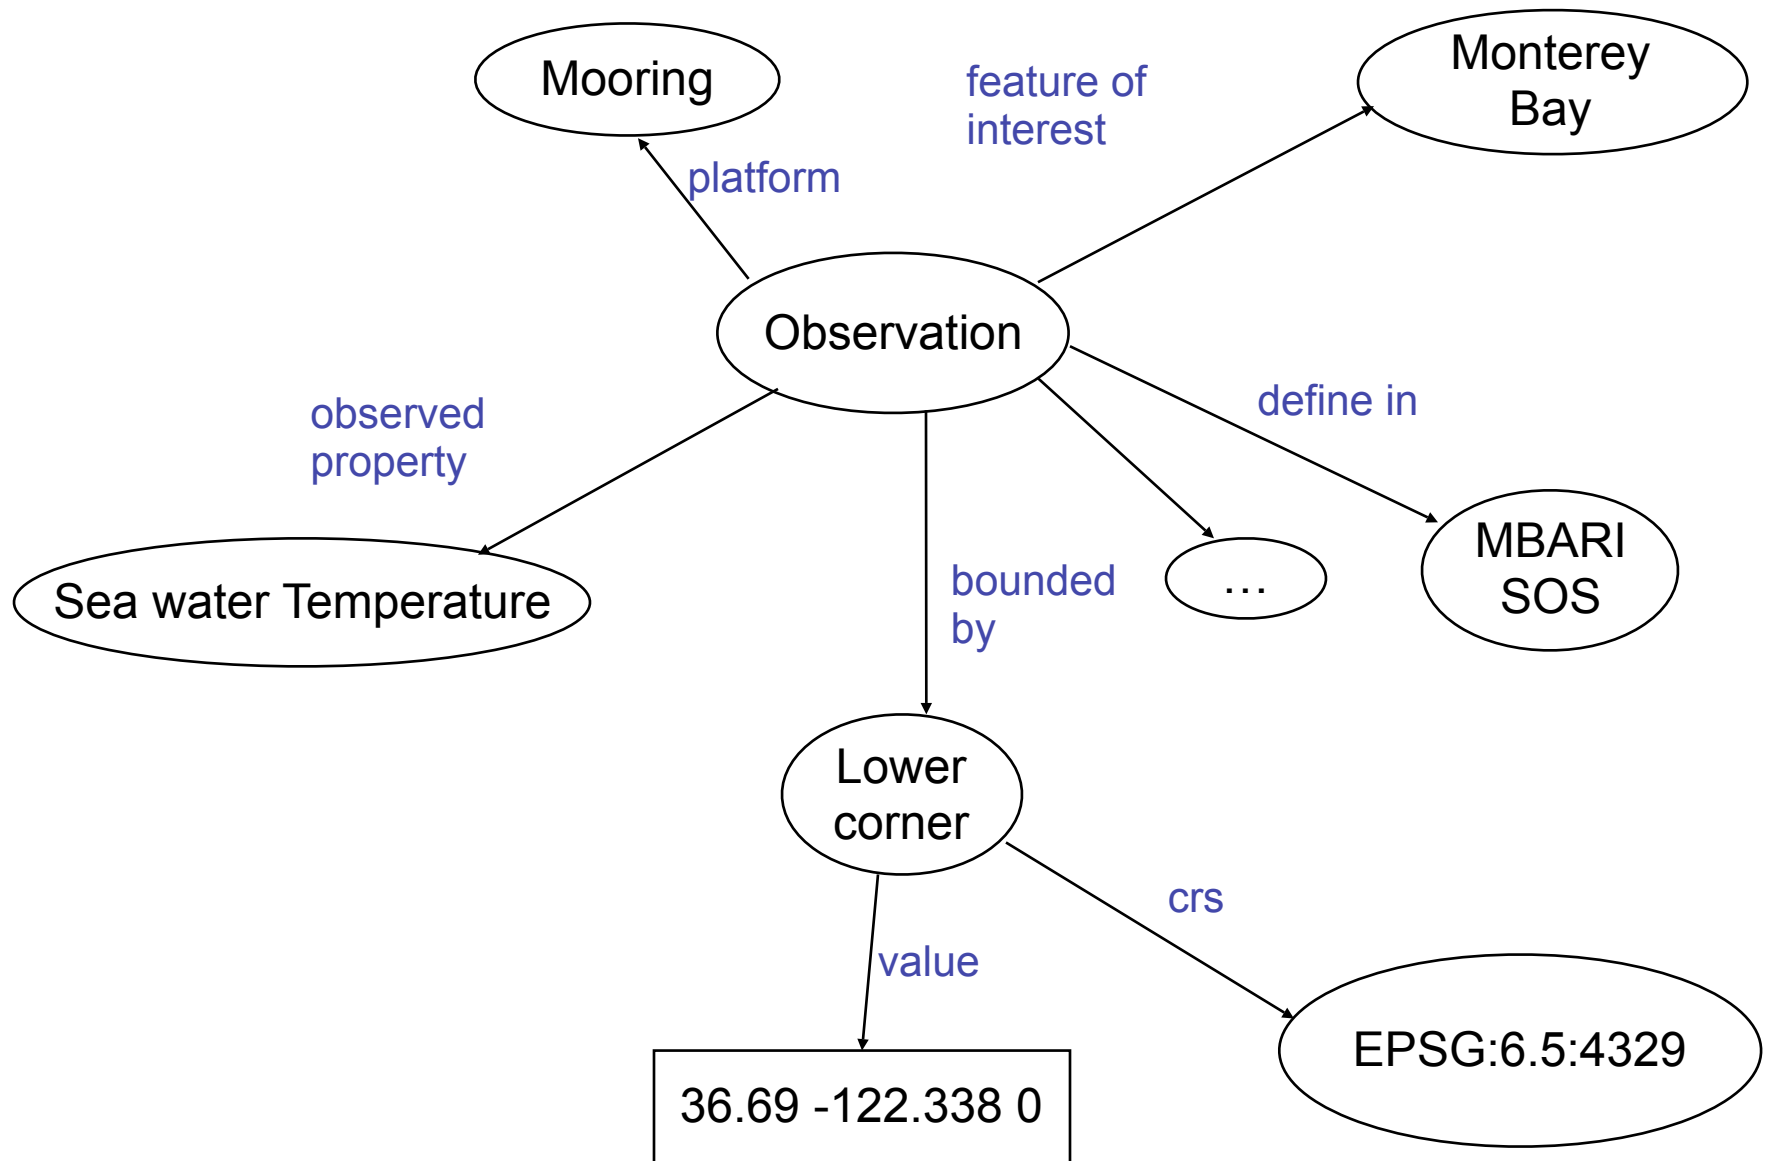 Mooring
feature of
interest
Monterey
Bay
platform
Observation
observed
property
define in
Sea water Temperature
bounded
by
…
MBARI
SOS
Lower
corner
value
crs
36.69 -122.338 0
EPSG:6.5:4329